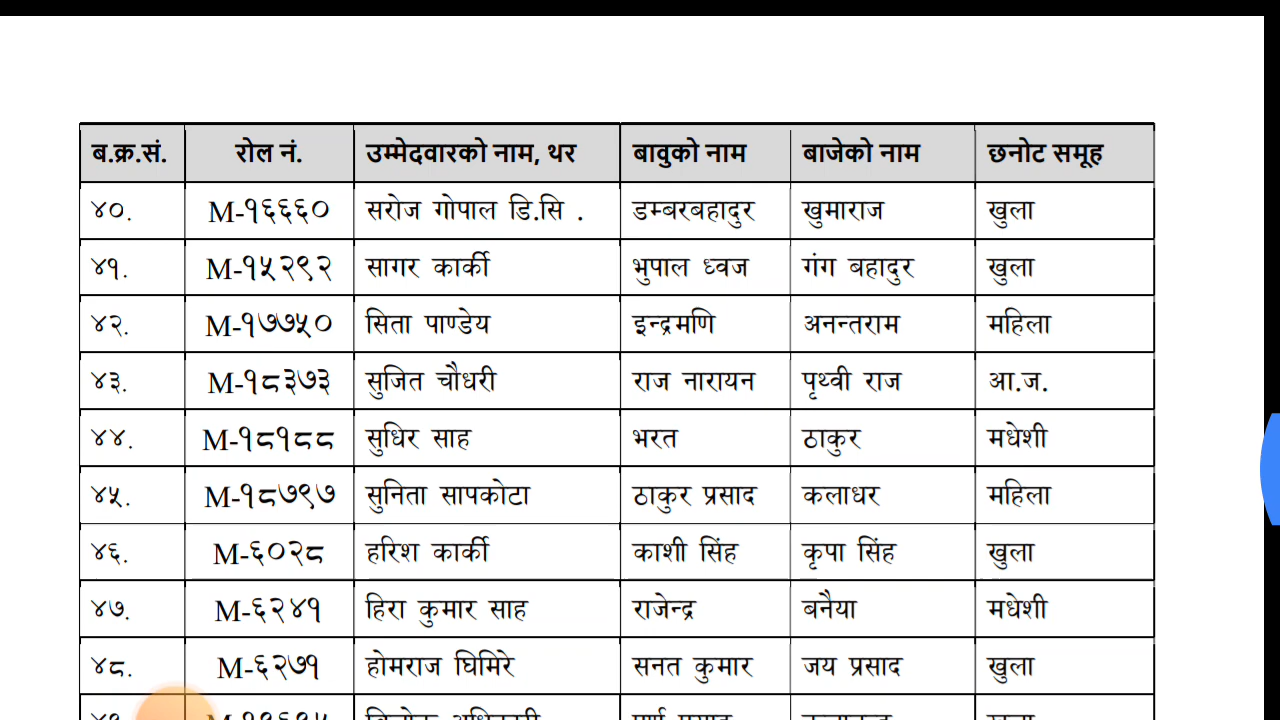 ब.क्र.सं. रोल नं. उम्मेदवारको नाम, थर बावुको नाम बाजेको नाम छनोट समूह
४०. M-१६६६० सरोज गोपाल डि.सि . डम्बरबहादुर खुमाराज खुला
४१. M-१५२९२ सागर कार्की भुपाल ध्वज गंग बहादुर खुला
४२. M-१७७५० सिता पाण्डेय इन्द्रमणि अनन्तराम महिला
४३. M-१८३७३ सुजित चौधरी राज नारायन पृथ्वी राज आ.ज.
४४. M-१८१८८ सुधिर साह भरत ठाकुर मधेशी
४५. M-१८७९७ सुनिता सापकोटा ठाकुर प्रसाद कलाधर महिला
४६. M-६०२८ हरिश कार्की काशी सिंह कृपा सिंह खुला
४७. M-६२४१ हिरा कुमार साह राजेन्द्र बनैया मधेशी
४८. M-६२७१ होमराज घिमिरे सनत कुमार जय प्रसाद खुला